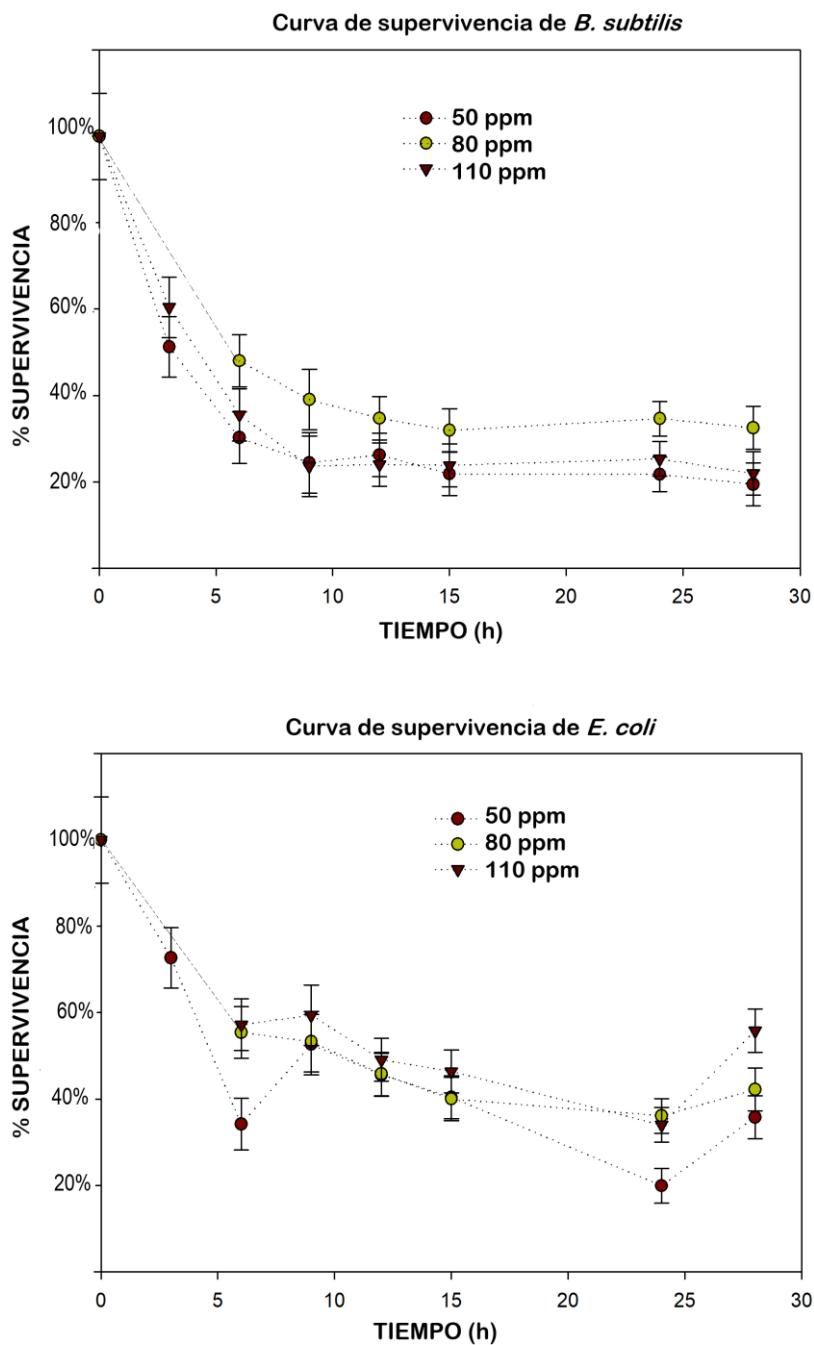 Curva de supervivencia de B. subtilis
50 ppm
80 ppm
110 ppm
100%
80%
60%
40%
20%
% SUPERVIVENCIA
0 5 10 15 20 25 30
TIEMPO (h)
Curva de supervivencia de E. coli
50 ppm
80 ppm
110 ppm
100%
80%
60%
40%
20%
% SUPERVIVENCIA
0 5 10 15 20 25 30
TIEMPO (h)